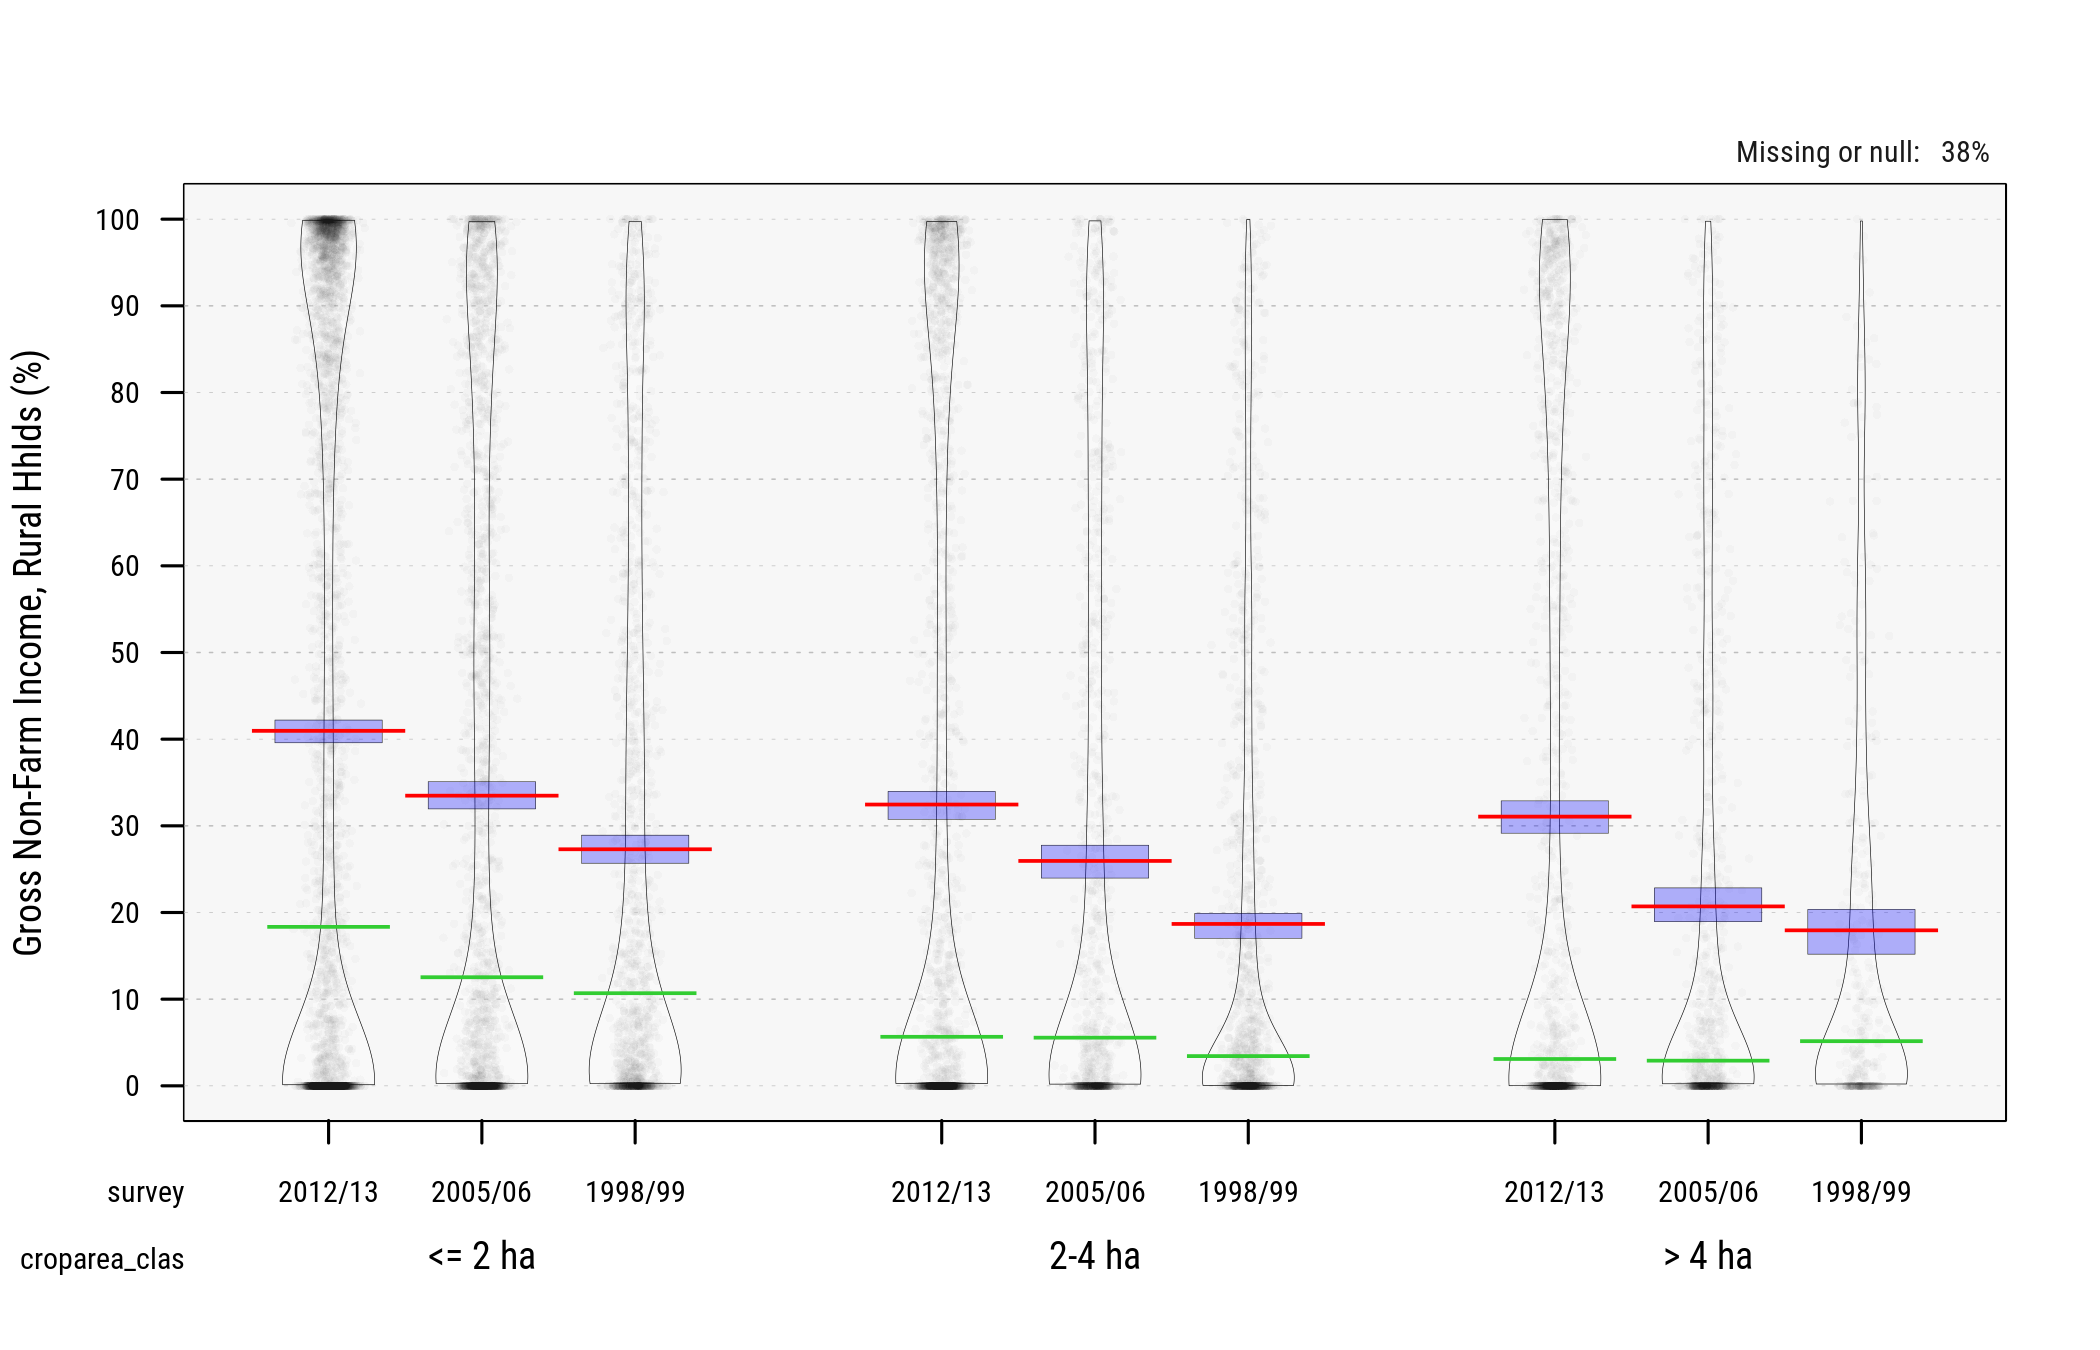 Missing or null: 38%
Gross Non-Farm Income, Rural Hhlds (%)
100
90
80
70
60
50
40
30
20
10
0
survey 2012/13 2005/06 1998/99 2012/13 2005/06 1998/99 2012/13 2005/06 1998/99
croparea_clas <= 2 ha 2-4 ha > 4 ha